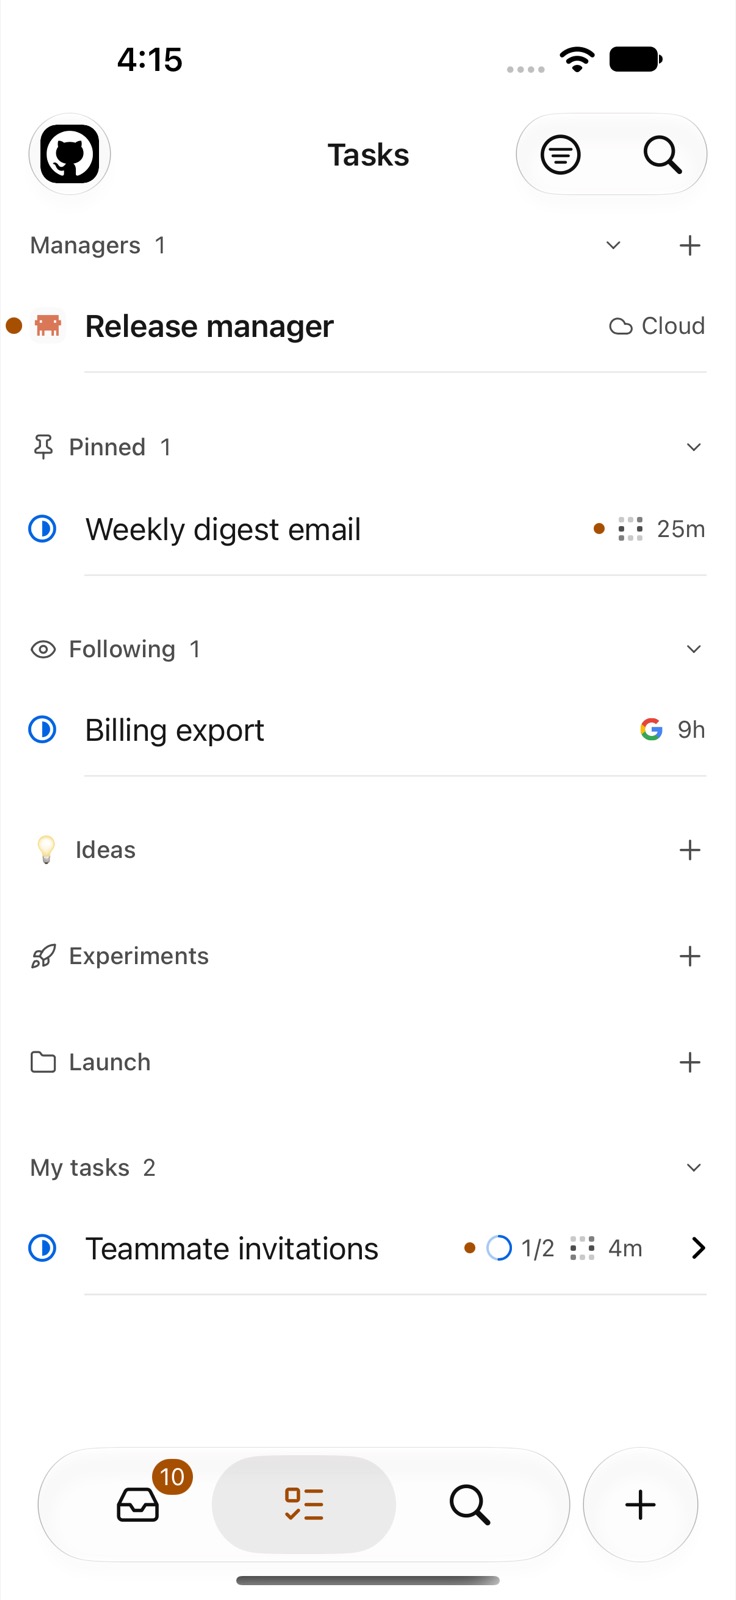 4:15
Tasks
Managers 1
Release manager Cloud
Pinned 1
Weekly digest email 25m
Following 1
Billing export 9h
Ideas
Experiments
Launch
My tasks 2
Teammate invitations 1/2 4m
10